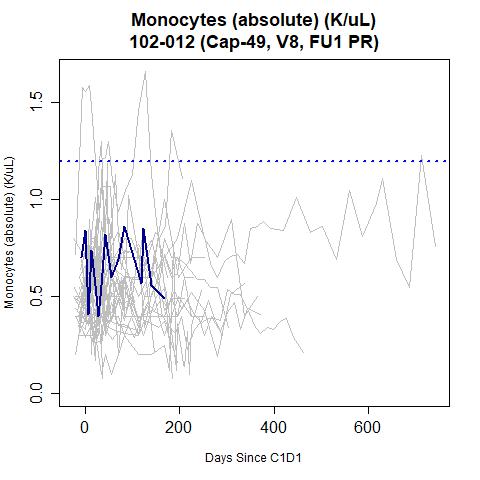 Monocytes (absolute) (K/uL)
102-012 (Cap-49, V8, FU1 PR)
Monocytes (absolute) (K/uL)
1.5
1.0
0.5
0.0
0
200
400
600
Days Since C1D1